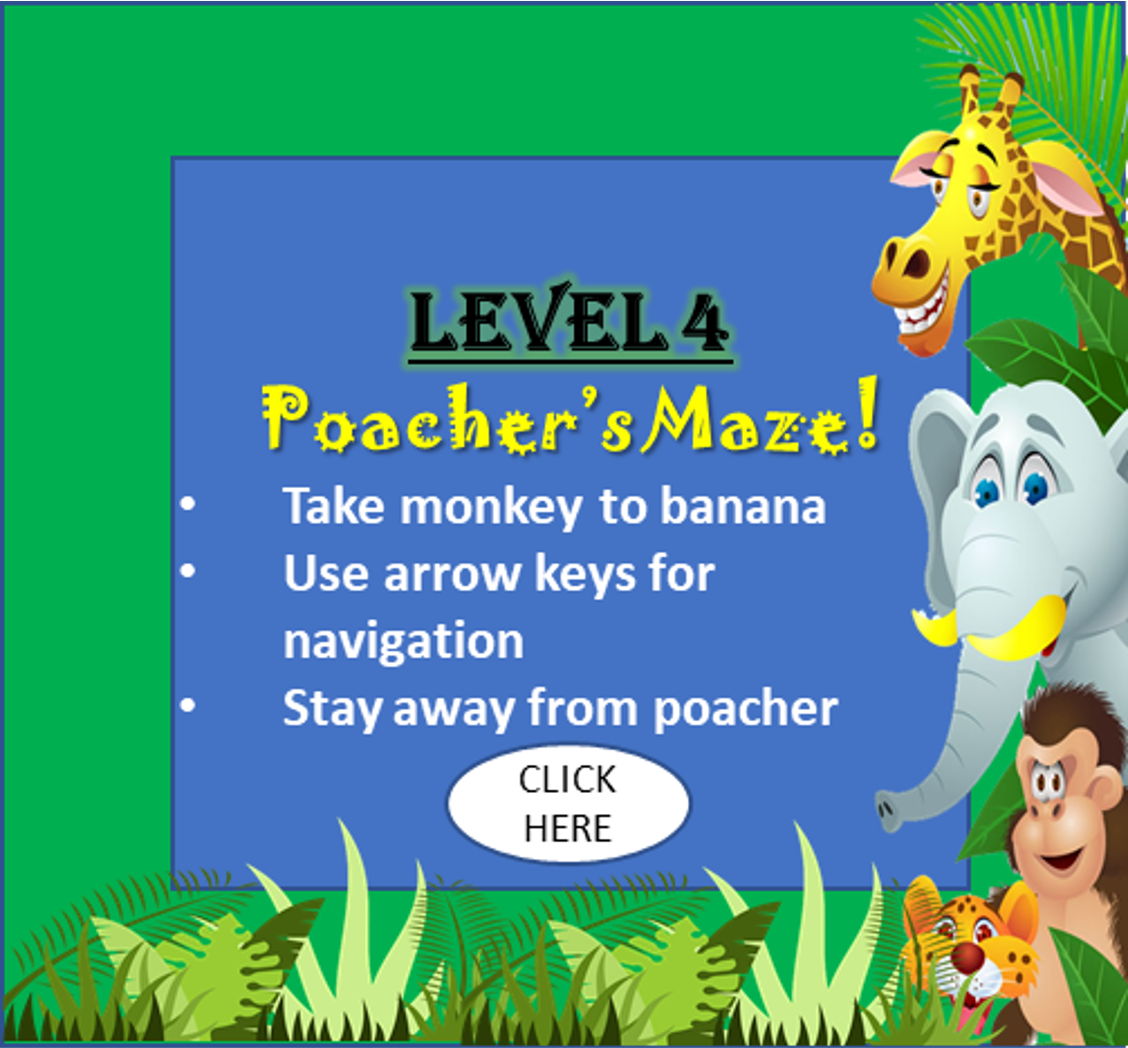 LEVEL 4
Poacher's Maze!
• Take monkey to banana
• Use arrow keys for
navigation
• Stay away from poacher
CLICK
HERE